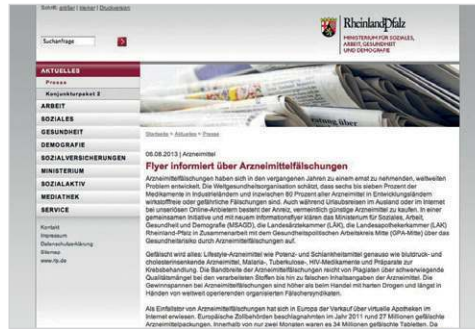 Schrift: größer | kleiner | Druckversion
RheinlandPfalz
MINISTERIUM FÜR SOZIALES,
ARBEIT, GESUNDHEIT
UND DEMOGRAFIE
Suchanfrage
AKTUELLES
Presse
Konjunkturpaket 2
ARBEIT
SOZIALES
GESUNDHEIT
DEMOGRAFIE
SOZIALVERSICHERUNGEN
MINISTERIUM
SOZIALAKTIV
MEDIATHEK
SERVICE
Kontakt
Impressum
Datenschutzerklärung
Sitemap
www.rlp.de
Startseite > Aktuelles > Presse
06.08.2013 | Arzneimittel
Flyer informiert über Arzneimittelfälschungen
Arzneimittelfälschungen haben sich in den vergangenen Jahren zu einem ernst zu nehmenden, weltweiten
Problem entwickelt. Die Weltgesundheitsorganisation schätzt, dass sechs bis sieben Prozent der
Medikamente in Industrieländern und inzwischen 80 Prozent aller Arzneimittel in Entwicklungsländern
wirkstofffreie oder gefährliche Fälschungen sind. Auch während Urlaubsreisen im Ausland oder im Internet
bei unseriösen Online-Anbietern besteht der Anreiz, vermeintlich günstige Arzneimittel zu kaufen. In einer
gemeinsamen Initiative und mit neuem Informationsflyer klären das Ministerium für Soziales, Arbeit,
Gesundheit und Demografie (MSAGD), die Landesärztekammer (LÄK), die Landesapothekerkammer (LAK)
Rheinland-Pfalz in Zusammenarbeit mit dem Gesundheitspolitischen Arbeitskreis Mitte (GPA-Mitte) über das
Gesundheitsrisiko durch Arzneimittelfälschungen auf.
Gefälscht wird alles: Lifestyle-Arzneimittel wie Potenz- und Schlankheitsmittel genauso wie blutdruck- und
cholesterinsenkende Arzneimittel, Malaria-, Tuberkulose-, HIV-Medikamente und Präparate zur
Krebsbehandlung. Die Bandbreite der Arzneimittelfälschungen reicht von Plagiaten über schwerwiegende
Qualitätsmängel bei den verarbeiteten Stoffen bis hin zu falschen Inhaltsangaben der Arzneimittel. Die
Gewinnspannen bei Arzneimittelfälschungen sind höher als beim Handel mit harten Drogen und längst in
Händen von weltweit operierenden organisierten Fälschersyndikaten.
Als Einfallstor von Arzneimittelfälschungen hat sich in Europa der Verkauf über virtuelle Apotheken im
Internet erwiesen. Europäische Zollbehörden beschlagnahmten im Jahr 2011 rund 27 Millionen gefälschte
Arzneimittelpackungen. Innerhalb von nur zwei Monaten waren es 34 Millionen gefälschte Tabletten. Die